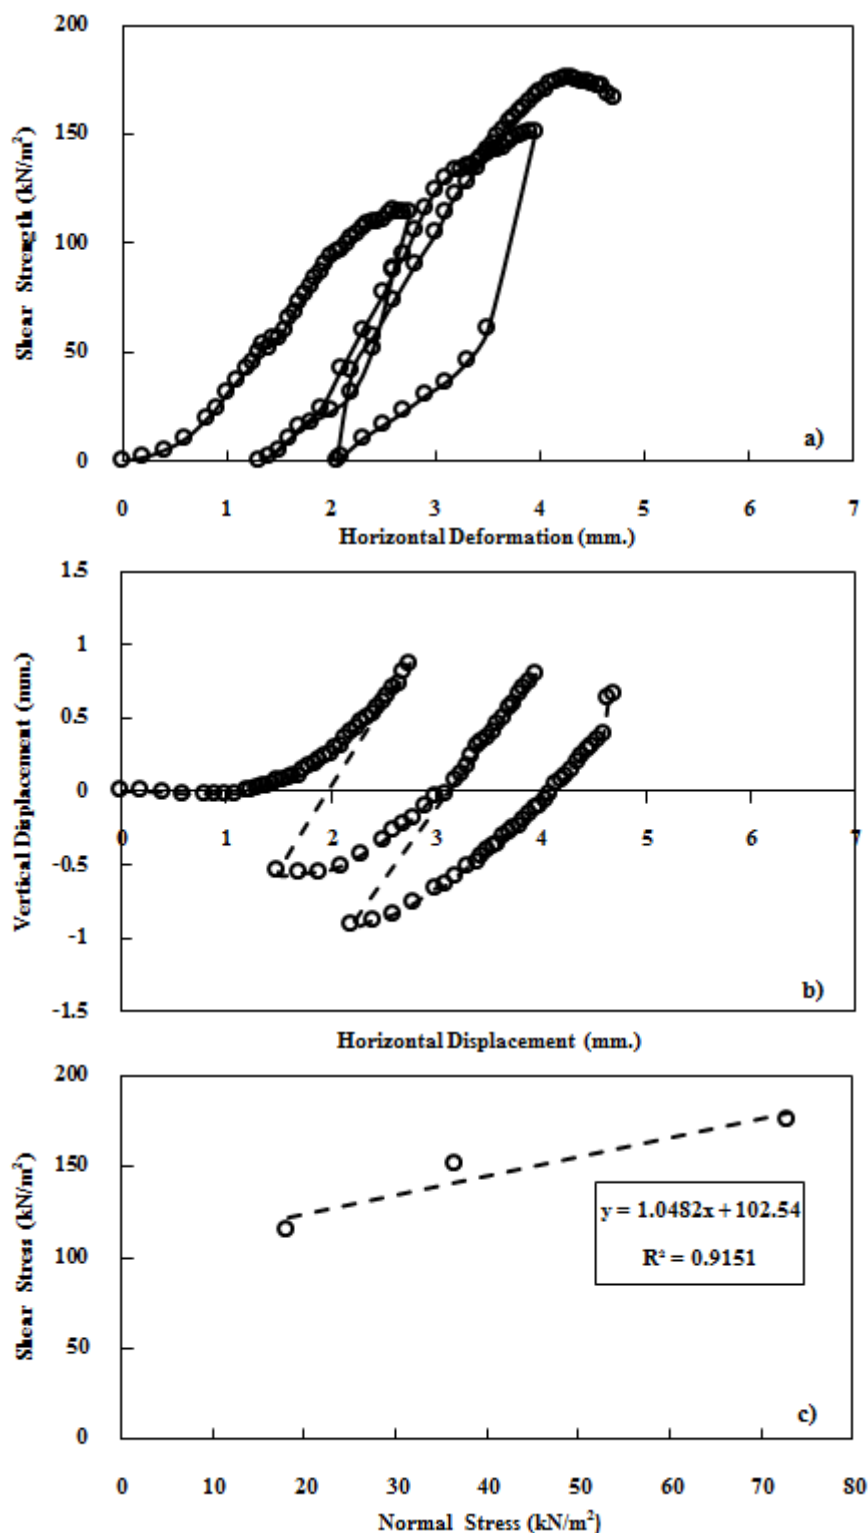 200
150
100
50
0
Shear Strength (kN/m²)
a)
0 1 2 3 4 5 6 7
Horizontal Deformation (mm.)
1.5
1
0.5
0
-0.5
-1
-1.5
Vertical Displacement (mm.)
0 1 2 3 4 5 6 7
b)
Horizontal Displacement (mm.)
200
150
100
50
0
Shear Stress (kN/m²)
y = 1.0482x + 102.54
R² = 0.9151
c)
0 10 20 30 40 50 60 70 80
Normal Stress (kN/m²)